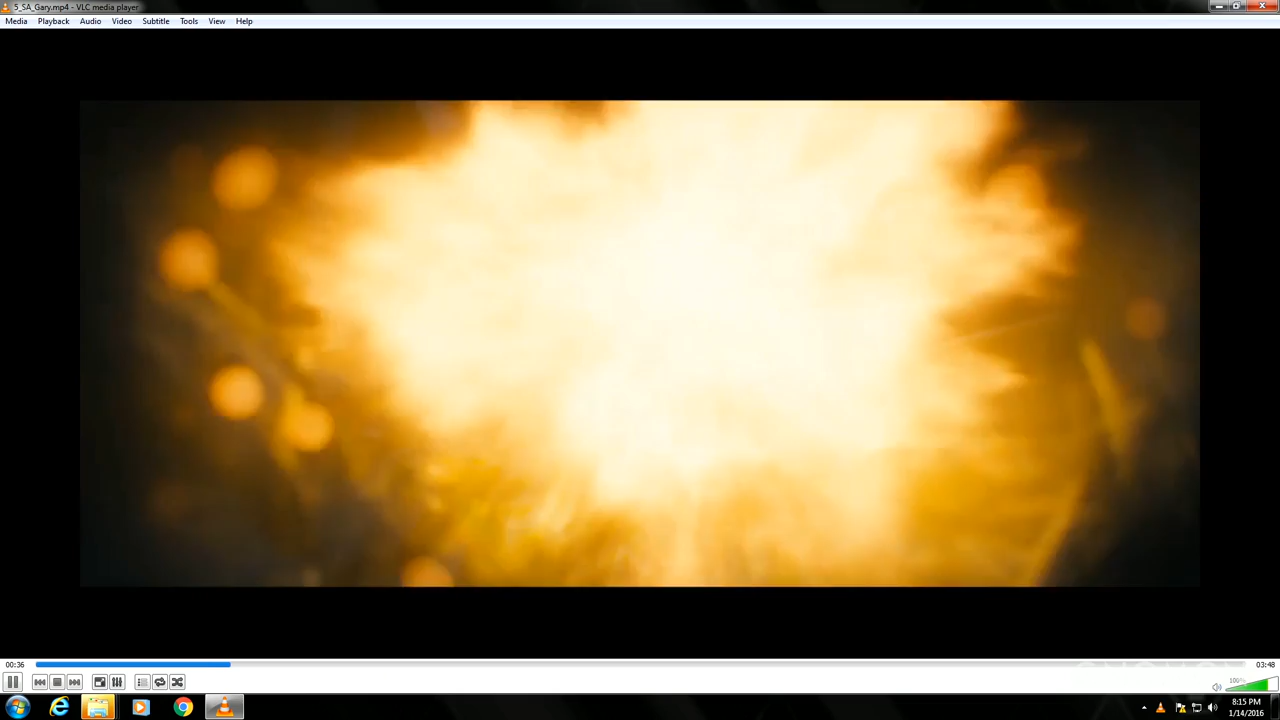 5_SA_Gary.mp4 - VLC media player
Media Playback Audio Video Subtitle Tools View Help
00:36 03:48
100%
8:15 PM
1/14/2016